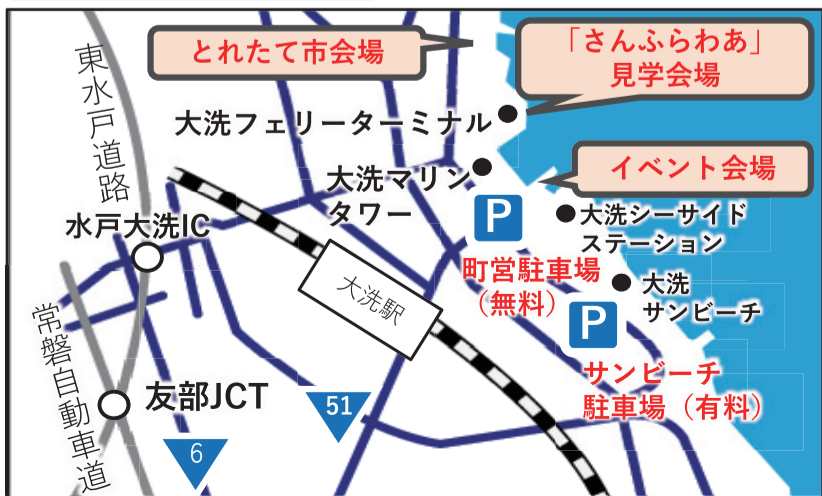 とれたて市会場
「さんふらわあ」
見学会場
東水戸道路
大洗フェリーターミナル
大洗マリン
タワー
イベント会場
水戸大洗IC
P
大洗シーサイド
ステーション
町営駐車場
（無料）
大洗
サンビーチ
大洗駅
P
常磐自動車道
友部JCT
サンビーチ
駐車場（有料）
51
6